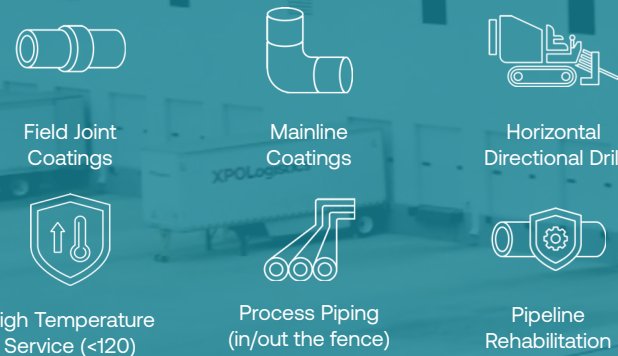 Field Joint
Coatings
Mainline
Coatings
Horizontal
Directional Dril
XPOLogistics
igh Temperature
Service (<120)
Process Piping
(in/out the fence)
Pipeline
Rehabilitation